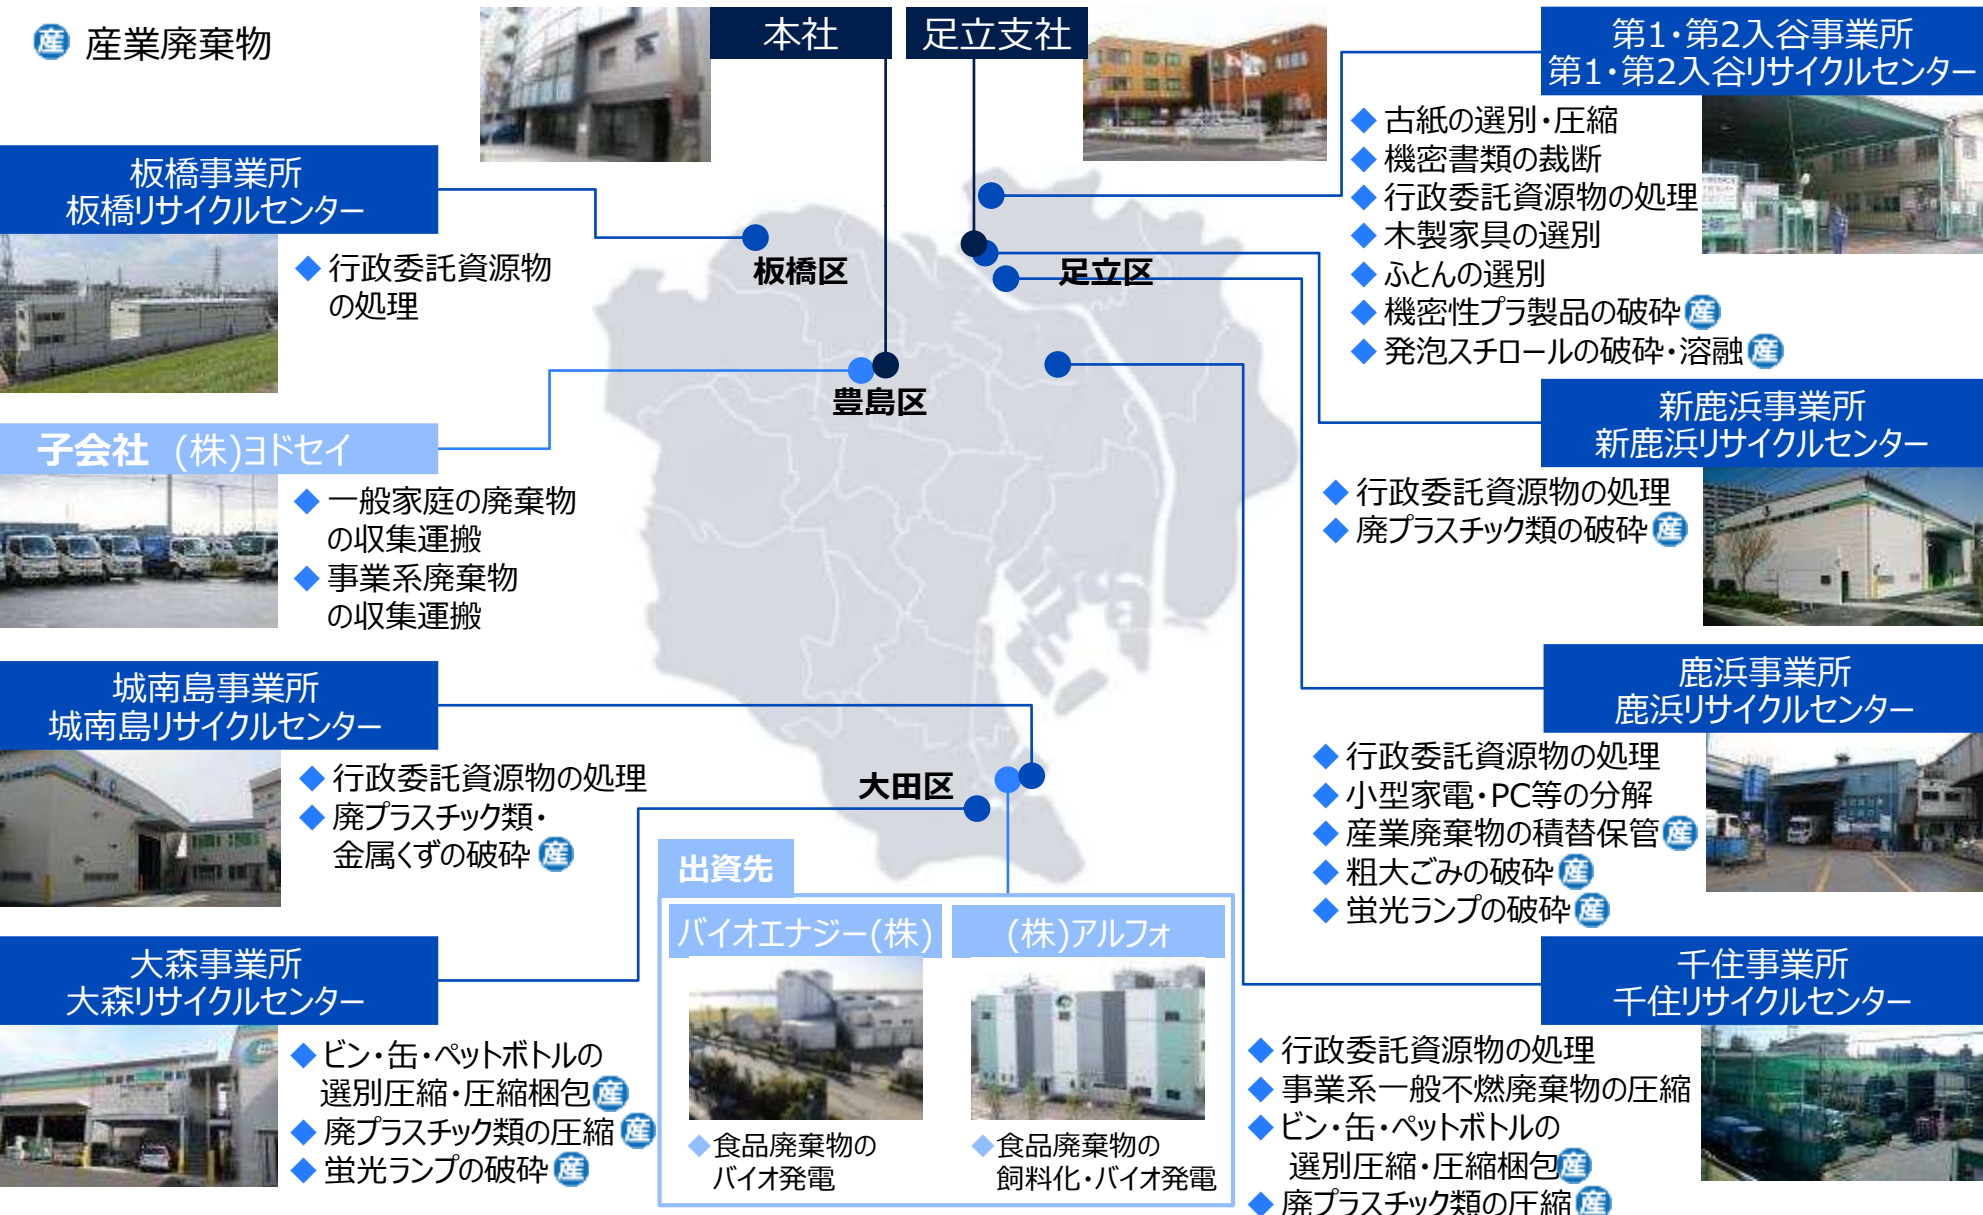 産 産業廃棄物
本社
足立支社
第1・第2入谷事業所
第1・第2入谷リサイクルセンター
古紙の選別・圧縮
機密書類の裁断
行政委託資源物の処理
木製家具の選別
ふとんの選別
機密性プラ製品の破砕 産
発泡スチロールの破砕・溶融 産
板橋事業所
板橋リサイクルセンター
行政委託資源物
の処理
板橋区
足立区
豊島区
大田区
子会社 (株)ヨドセイ
一般家庭の廃棄物
の収集運搬
事業系廃棄物
の収集運搬
新鹿浜事業所
新鹿浜リサイクルセンター
行政委託資源物の処理
廃プラスチック類の破砕 産
城南島事業所
城南島リサイクルセンター
行政委託資源物の処理
廃プラスチック類・
金属くずの破砕 産
鹿浜事業所
鹿浜リサイクルセンター
行政委託資源物の処理
小型家電・PC等の分解
産業廃棄物の積替保管 産
粗大ごみの破砕 産
蛍光ランプの破砕 産
大森事業所
大森リサイクルセンター
ビン・缶・ペットボトルの
選別圧縮・圧縮梱包 産
廃プラスチック類の圧縮 産
蛍光ランプの破砕 産
出資先
バイオエナジー(株)
食品廃棄物の
バイオ発電
(株)アルフォ
食品廃棄物の
飼料化・バイオ発電
千住事業所
千住リサイクルセンター
行政委託資源物の処理
事業系一般不燃廃棄物の圧縮
ビン・缶・ペットボトルの
選別圧縮・圧縮梱包 産
廃プラスチック類の圧縮 産